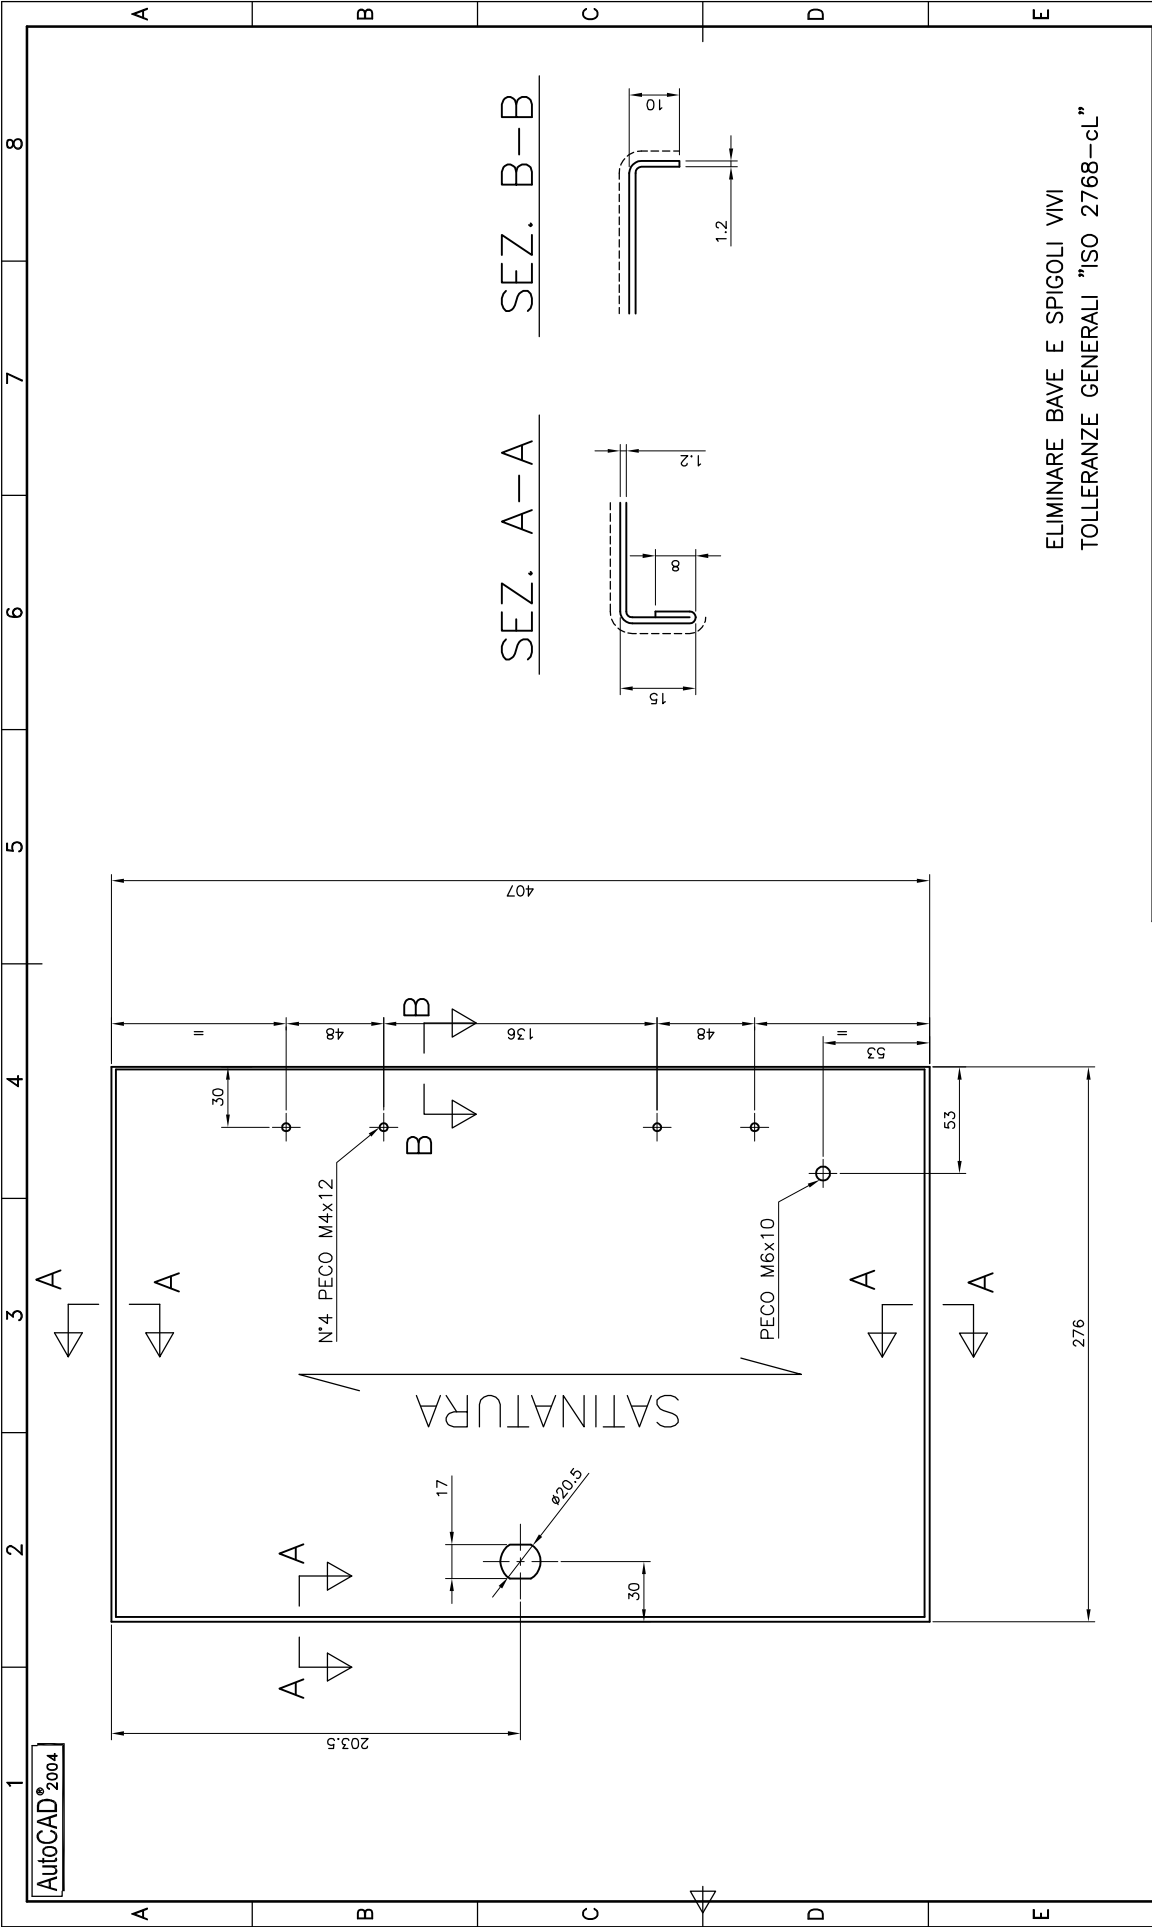 1
2
3
4
5
6
7
8
A
B
C
D
E
A
B
C
D
E
AutoCAD® 2004
203.5
A
A
30
17
ø20.5
SATINATURA
A
A
A
A
N°4 PECO M4x12
PECO M6x10
30
B
B
=
48
136
48
=
53
53
276
407
SEZ. A-A
15
8
1.2
SEZ. B-B
10
1.2
ELIMINARE BAVE E SPIGOLI VIVI
TOLLERANZE GENERALI "ISO 2768-cL"